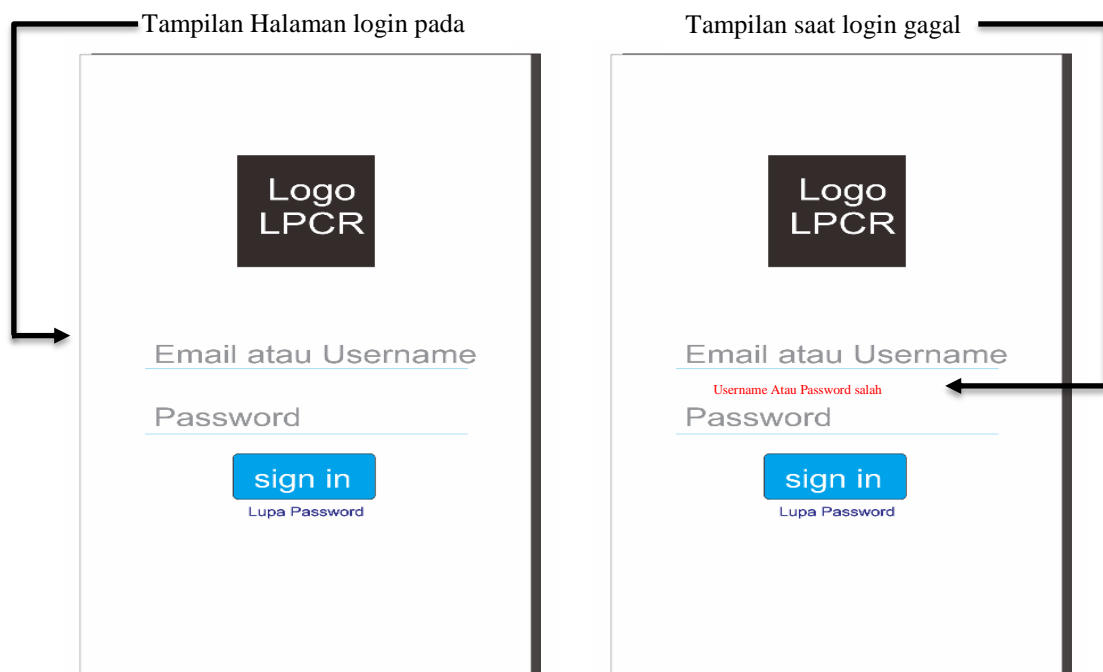 Tampilan Halaman login pada
Logo
LPCR
Email atau Username
Password
sign in
Lupa Password
Tampilan saat login gagal
Logo
LPCR
Email atau Username
Username Atau Password salah
Password
sign in
Lupa Password